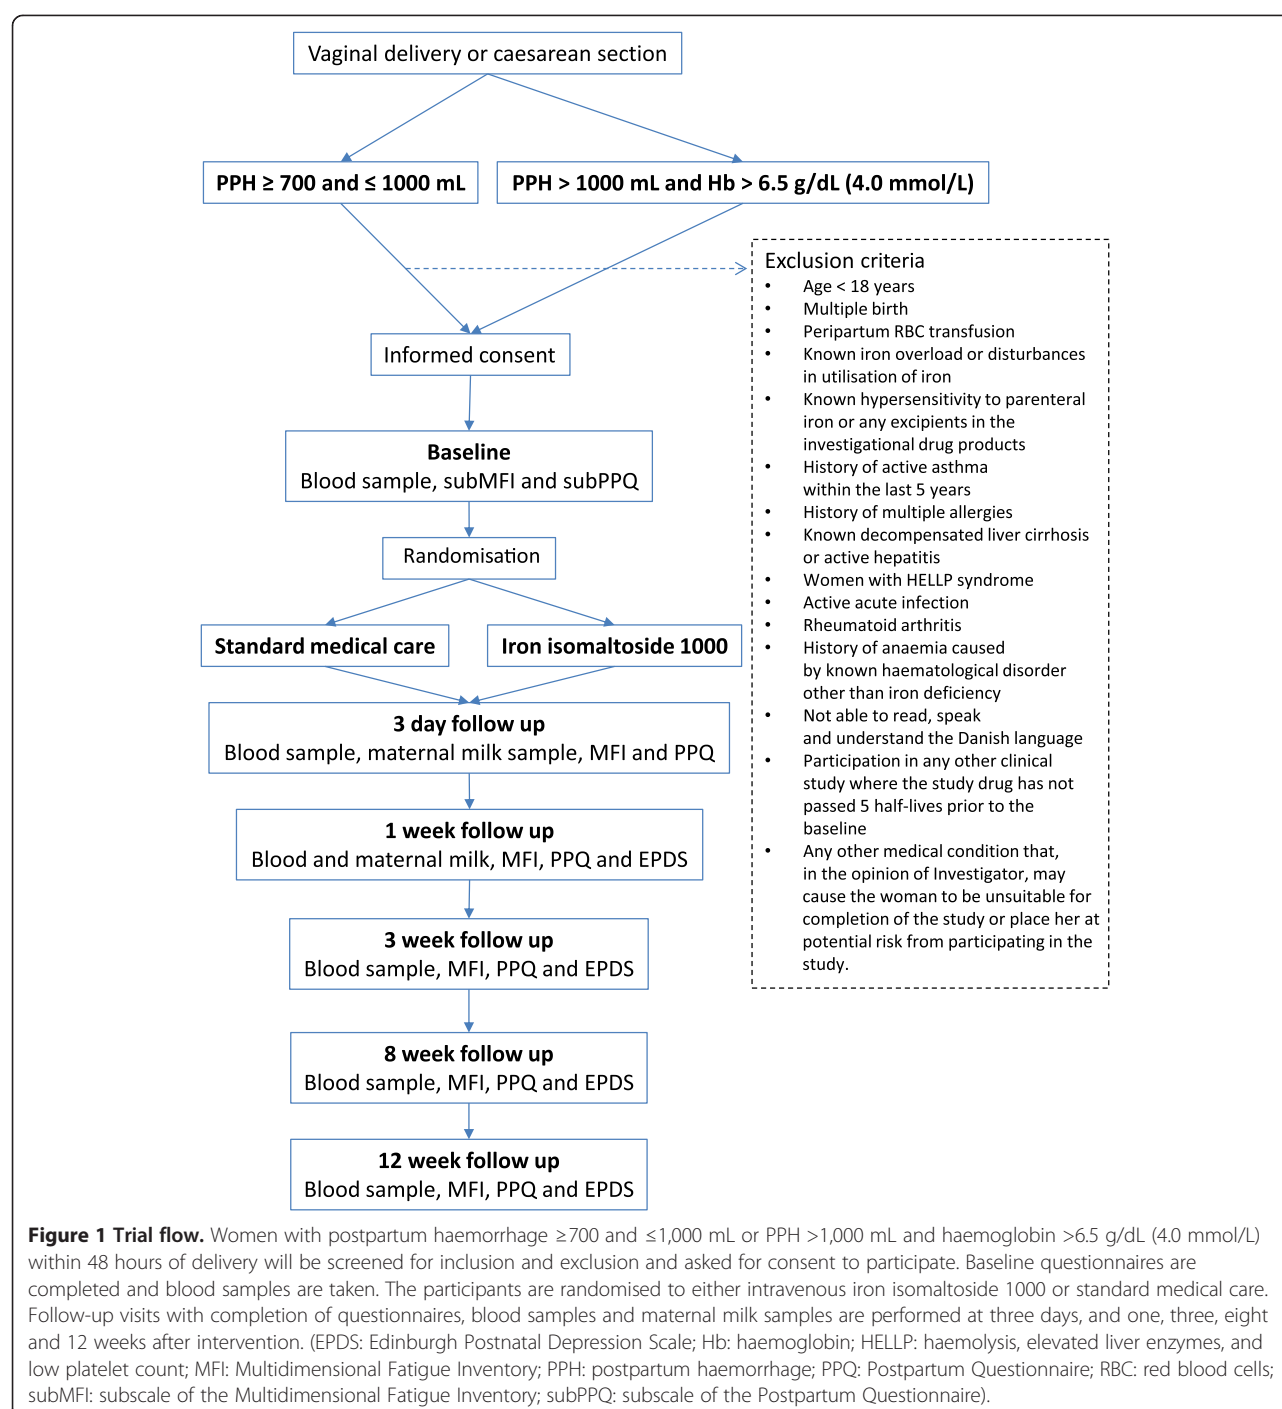 Vaginal delivery or caesarean section
PPH ≥ 700 and ≤ 1000 mL
PPH > 1000 mL and Hb > 6.5 g/dL (4.0 mmol/L)
Informed consent
Baseline
Blood sample, subMFI and subPPQ
Randomisation
Standard medical care
Iron isomaltoside 1000
3 day follow up
Blood sample, maternal milk sample, MFI and PPQ
1 week follow up
Blood and maternal milk, MFI, PPQ and EPDS
3 week follow up
Blood sample, MFI, PPQ and EPDS
8 week follow up
Blood sample, MFI, PPQ and EPDS
12 week follow up
Blood sample, MFI, PPQ and EPDS
Exclusion criteria
• Age < 18 years
• Multiple birth
• Peripartum RBC transfusion
• Known iron overload or disturbances
in utilisation of iron
• Known hypersensitivity to parenteral
iron or any excipients in the
investigational drug products
• History of active asthma
within the last 5 years
• History of multiple allergies
• Known decompensated liver cirrhosis
or active hepatitis
• Women with HELLP syndrome
• Active acute infection
• Rheumatoid arthritis
• History of anaemia caused
by known haematological disorder
other than iron deficiency
• Not able to read, speak
and understand the Danish language
• Participation in any other clinical
study where the study drug has not
passed 5 half-lives prior to the
baseline
• Any other medical condition that,
in the opinion of Investigator, may
cause the woman to be unsuitable for
completion of the study or place her at
potential risk from participating in the
study.
Figure 1 Trial flow. Women with postpartum haemorrhage ≥700 and ≤1,000 mL or PPH >1,000 mL and haemoglobin >6.5 g/dL (4.0 mmol/L)
within 48 hours of delivery will be screened for inclusion and exclusion and asked for consent to participate. Baseline questionnaires are
completed and blood samples are taken. The participants are randomised to either intravenous iron isomaltoside 1000 or standard medical care.
Follow-up visits with completion of questionnaires, blood samples and maternal milk samples are performed at three days, and one, three, eight
and 12 weeks after intervention. (EPDS: Edinburgh Postnatal Depression Scale; Hb: haemoglobin; HELLP: haemolysis, elevated liver enzymes, and
low platelet count; MFI: Multidimensional Fatigue Inventory; PPH: postpartum haemorrhage; PPQ: Postpartum Questionnaire; RBC: red blood cells;
subMFI: subscale of the Multidimensional Fatigue Inventory; subPPQ: subscale of the Postpartum Questionnaire).